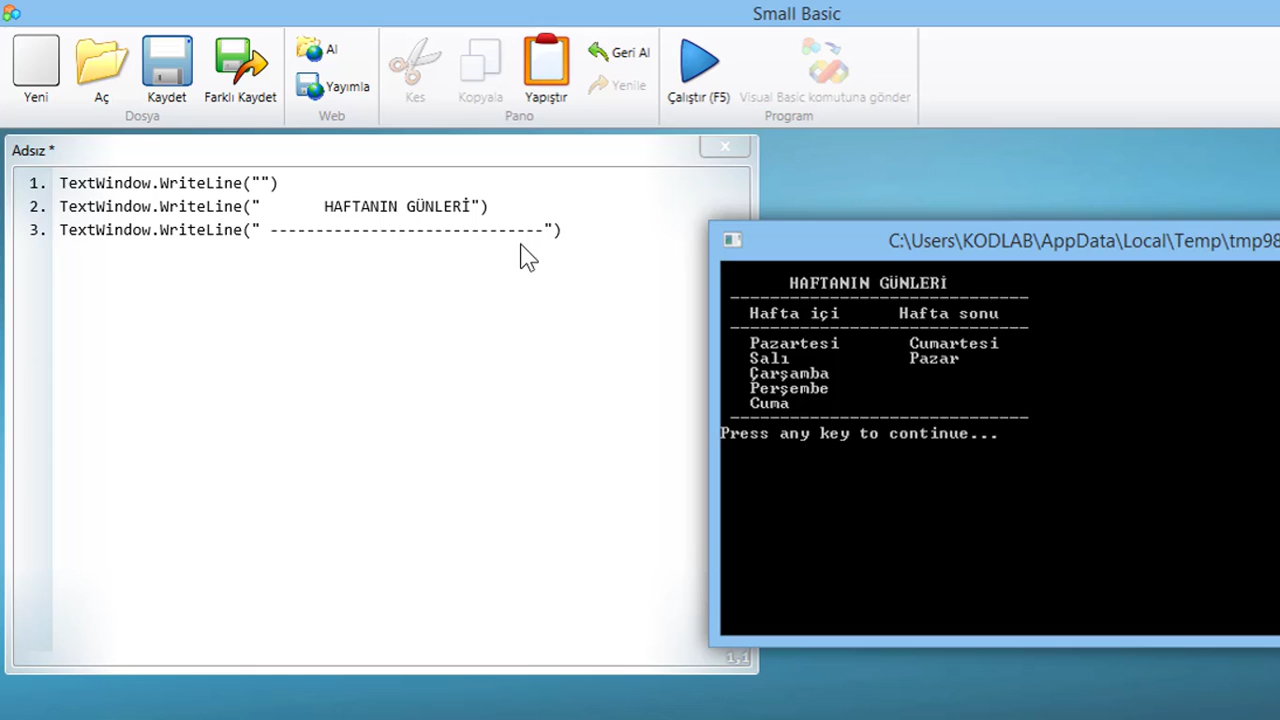 Small Basic
Yeni
Aç
Kaydet
Farklı Kaydet
Al
Yayımla
Kes
Kopyala
Yapıştır
Geri Al
Yenile
Çalıştır (F5)
Visual Basic komutuna gönder
Dosya
Web
Pano
Program
Adsız *
1. TextWindow.WriteLine("")
2. TextWindow.WriteLine("       HAFTANIN GÜNLERİ")
3. TextWindow.WriteLine(" ------------------------------")
1,1
C:\Users\KODLAB\AppData\Local\Temp\tmp98
HAFTANIN GÜNLERİ
------------------------------
Hafta içi      Hafta sonu
------------------------------
Pazartesi       Cumartesi
Salı            Pazar
Çarşamba
Perşembe
Cuma
------------------------------
Press any key to continue...